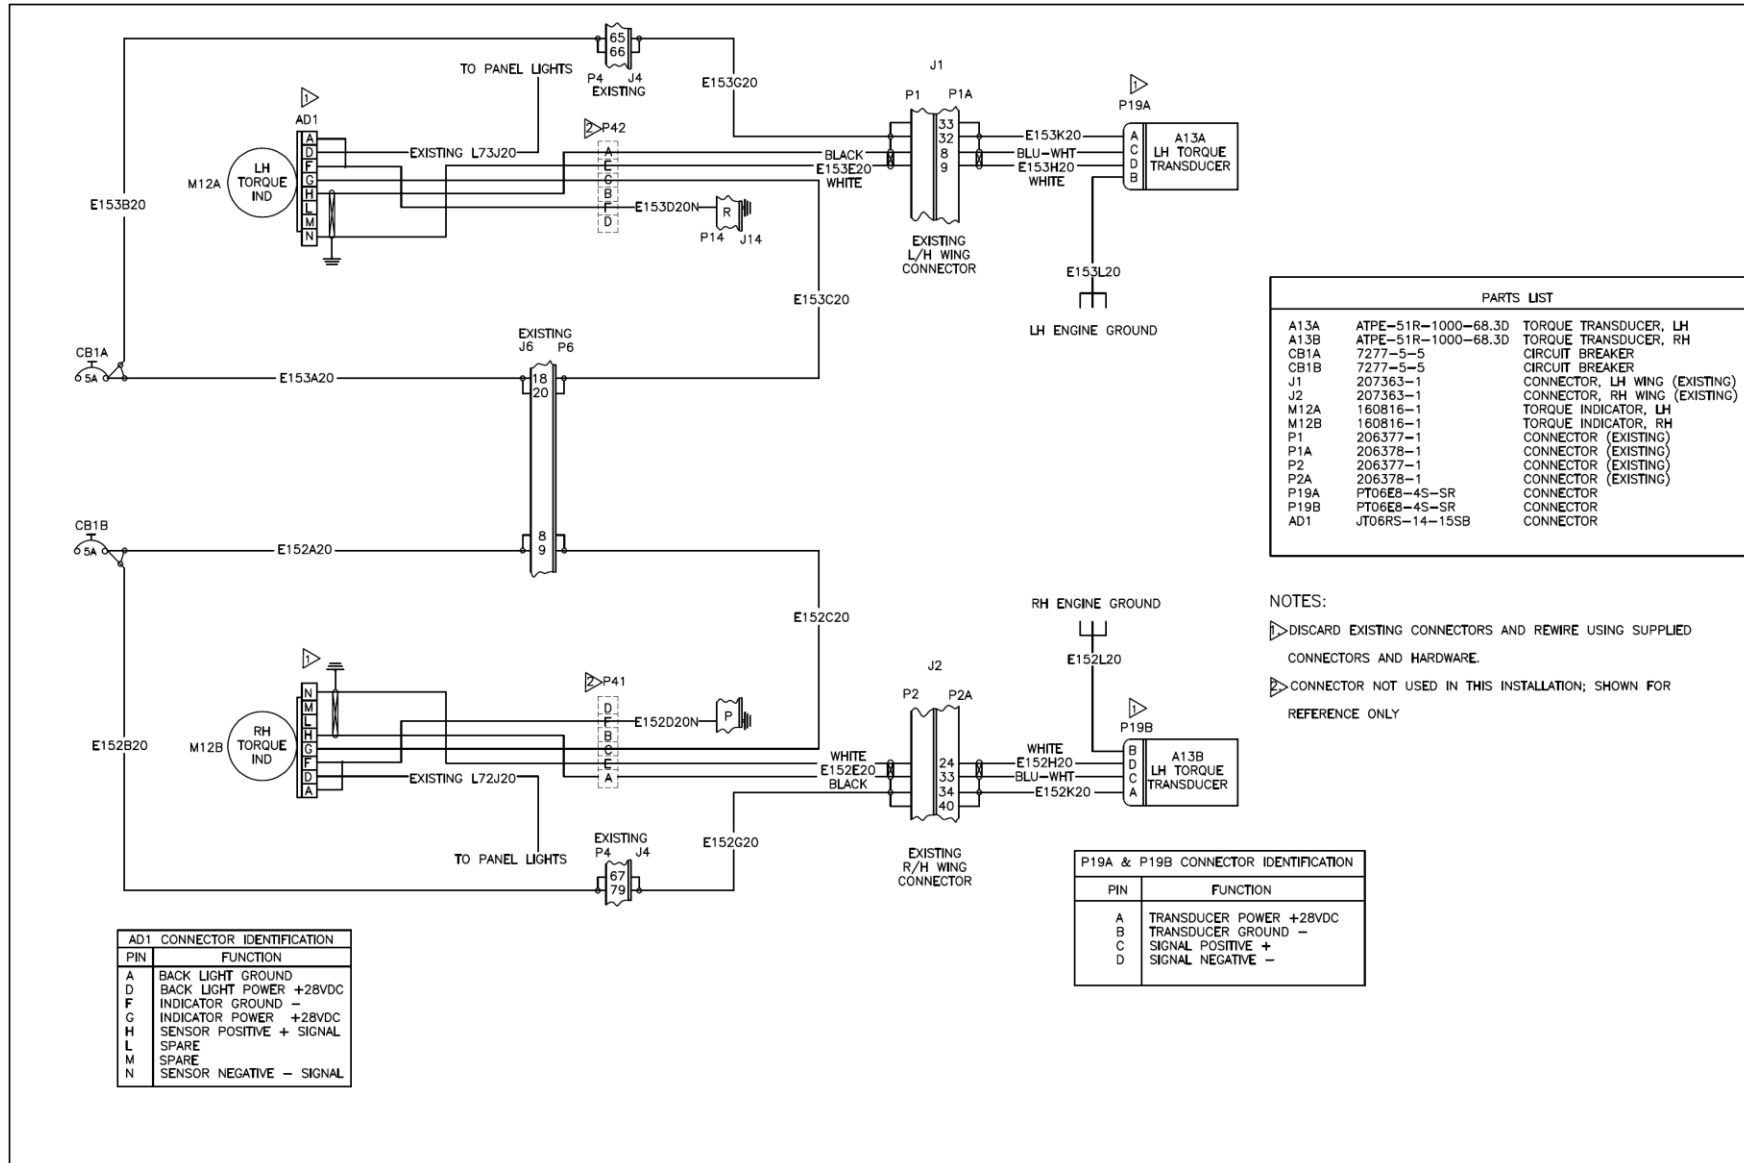 65
66
P4 J4
EXISTING
TO PANEL LIGHTS
E153G20
J1
P1 P1A
1
P19A
1
AD1
A
D
F
G
H
L
M
N
LH
TORQUE
IND
M12A
EXISTING L73J20
2 P42
A
E
C
B
F
D
E153D20N
R
P14 J14
BLACK
E153E20
WHITE
33
32
8
9
E153K20
BLU-WHT
E153H20
WHITE
A
C
D
B
A13A
LH TORQUE
TRANSDUCER
EXISTING
L/H WING
CONNECTOR
E153L20
LH ENGINE GROUND
E153B20
E153C20
CB1A
5A
E153A20
EXISTING
J6 P6
18
20
8
9
CB1B
5A
E152A20
E152C20
E152B20
PARTS LIST
A13A ATPE-51R-1000-68.3D TORQUE TRANSDUCER, LH
A13B ATPE-51R-1000-68.3D TORQUE TRANSDUCER, RH
CB1A 7277-5-5 CIRCUIT BREAKER
CB1B 7277-5-5 CIRCUIT BREAKER
J1 207363-1 CONNECTOR, LH WING (EXISTING)
J2 207363-1 CONNECTOR, RH WING (EXISTING)
M12A 160816-1 TORQUE INDICATOR, LH
M12B 160816-1 TORQUE INDICATOR, RH
P1 206377-1 CONNECTOR (EXISTING)
P1A 206378-1 CONNECTOR (EXISTING)
P2 206377-1 CONNECTOR (EXISTING)
P2A 206378-1 CONNECTOR (EXISTING)
P19A PT06E8-4S-SR CONNECTOR
P19B PT06E8-4S-SR CONNECTOR
AD1 JT06RS-14-15SB CONNECTOR
NOTES:
1. DISCARD EXISTING CONNECTORS AND REWIRE USING SUPPLIED
CONNECTORS AND HARDWARE.
2. CONNECTOR NOT USED IN THIS INSTALLATION; SHOWN FOR
REFERENCE ONLY
1
N
M
L
H
G
F
D
A
RH
TORQUE
IND
M12B
EXISTING L72J20
2 P41
D
F
B
C
E
A
E152D20N
P
TO PANEL LIGHTS
EXISTING
P4 J4
67
79
E152G20
WHITE
E152E20
BLACK
J2
P2 P2A
24
33
34
40
EXISTING
R/H WING
CONNECTOR
RH ENGINE GROUND
E152L20
1
P19B
WHITE
E152H20
BLU-WHT
E152K20
B
D
C
A
A13B
LH TORQUE
TRANSDUCER
P19A & P19B CONNECTOR IDENTIFICATION
PIN FUNCTION
A TRANSDUCER POWER +28VDC
B TRANSDUCER GROUND -
C SIGNAL POSITIVE +
D SIGNAL NEGATIVE -
AD1 CONNECTOR IDENTIFICATION
PIN FUNCTION
A BACK LIGHT GROUND
D BACK LIGHT POWER +28VDC
F INDICATOR GROUND -
G INDICATOR POWER +28VDC
H SENSOR POSITIVE + SIGNAL
L SPARE
M SPARE
N SENSOR NEGATIVE - SIGNAL